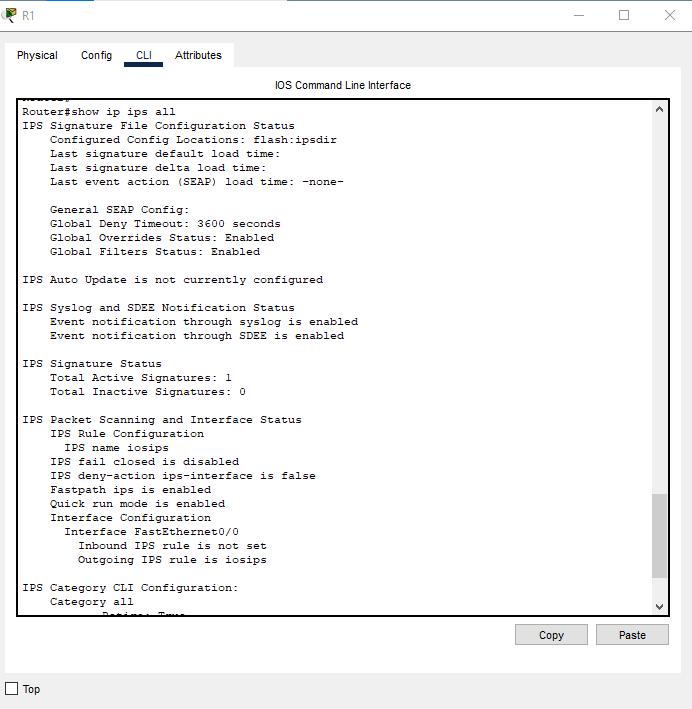 R1
Physical Config CLI Attributes
IOS Command Line Interface
Router#show ip ips all
IPS Signature File Configuration Status
Configured Config Locations: flash:ipsdir
Last signature default load time:
Last signature delta load time:
Last event action (SEAP) load time: -none-
General SEAP Config:
Global Deny Timeout: 3600 seconds
Global Overrides Status: Enabled
Global Filters Status: Enabled
IPS Auto Update is not currently configured
IPS Syslog and SDEE Notification Status
Event notification through syslog is enabled
Event notification through SDEE is enabled
IPS Signature Status
Total Active Signatures: 1
Total Inactive Signatures: 0
IPS Packet Scanning and Interface Status
IPS Rule Configuration
IPS name iosips
IPS fail closed is disabled
IPS deny-action ips-interface is false
Fastpath ips is enabled
Quick run mode is enabled
Interface Configuration
Interface FastEthernet0/0
Inbound IPS rule is not set
Outgoing IPS rule is iosips
IPS Category CLI Configuration:
Category all
Retire: True
Copy Paste
Top